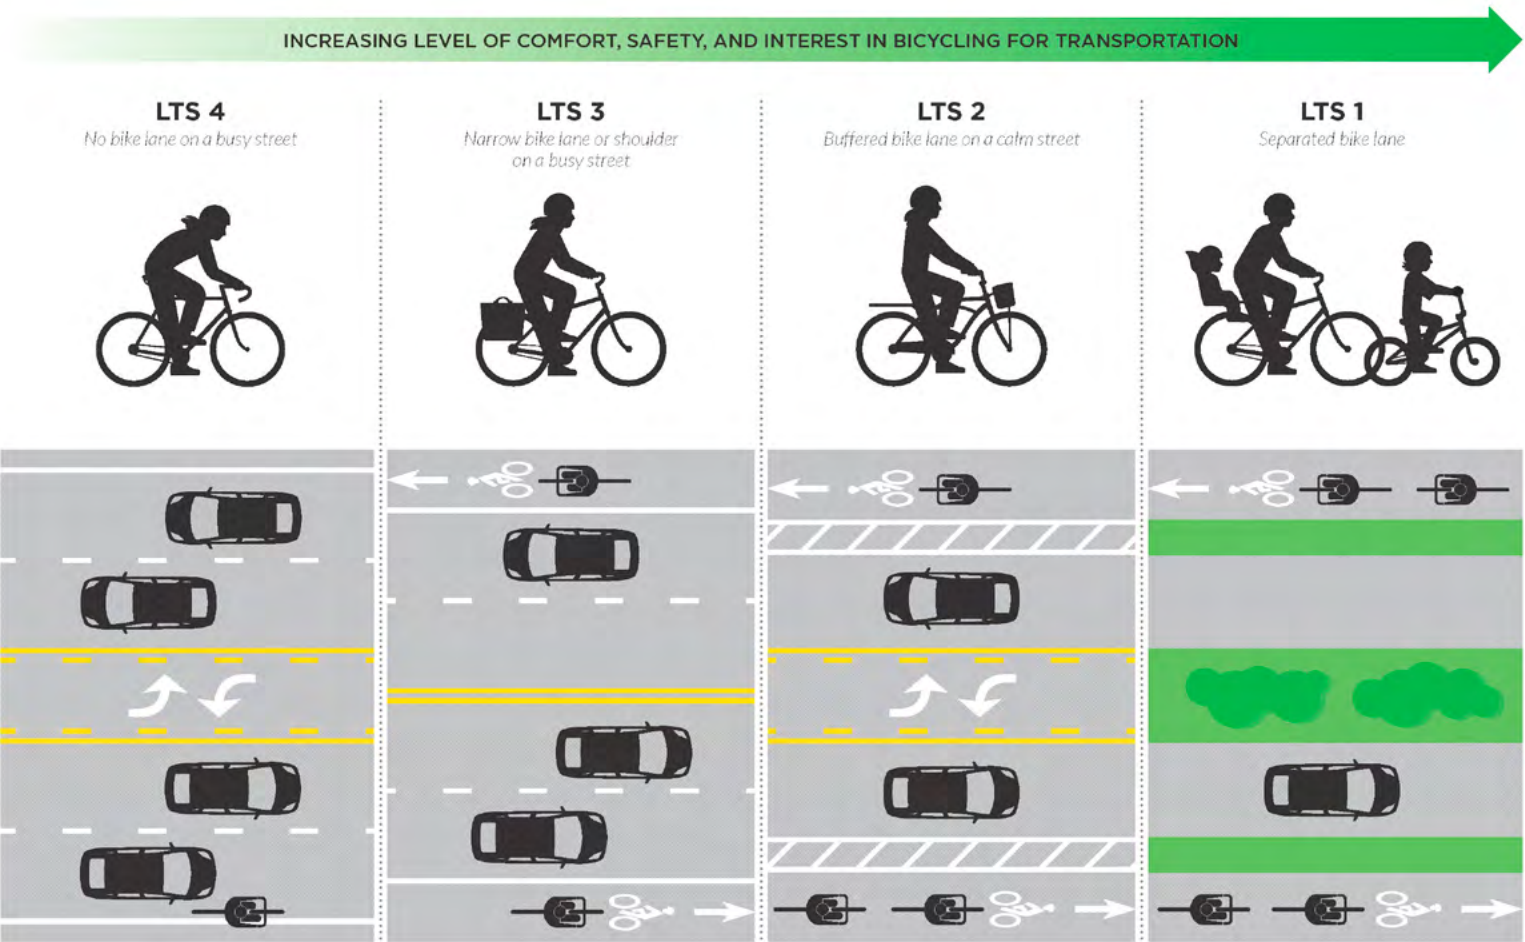 INCREASING LEVEL OF COMFORT, SAFETY, AND INTEREST IN BICYCLING FOR TRANSPORTATION
LTS 4
No bike lane on a busy street
LTS 3
Narrow bike lane or shoulder
on a busy street
LTS 2
Buffered bike lane on a calm street
LTS 1
Separated bike lane